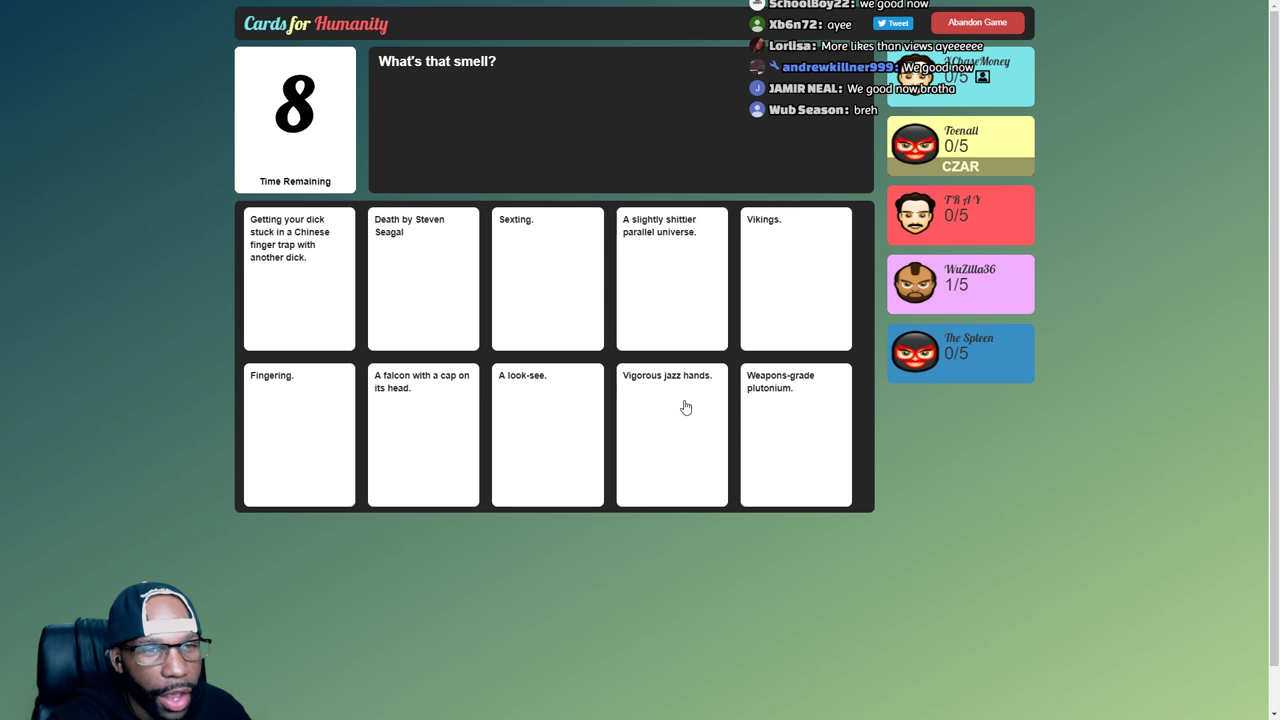 SchoolBoy22: we good now
Cards for Humanity
Xb6n72: ayee
Tweet
Abandon Game
Lorlisa: More likes than views ayeeeeee
8
Time Remaining
What's that smell?
XChaseMoney
0/5
andrewkillner999: We good now
JAMIR NEAL: We good now brotha
Wub Season: breh
Toenail
0/5
CZAR
T R A Y
0/5
WuZilla36
1/5
The Spleen
0/5
Getting your dick
stuck in a Chinese
finger trap with
another dick.
Death by Steven
Seagal
Sexting.
A slightly shittier
parallel universe.
Vikings.
Fingering.
A falcon with a cap on
its head.
A look-see.
Vigorous jazz hands.
Weapons-grade
plutonium.